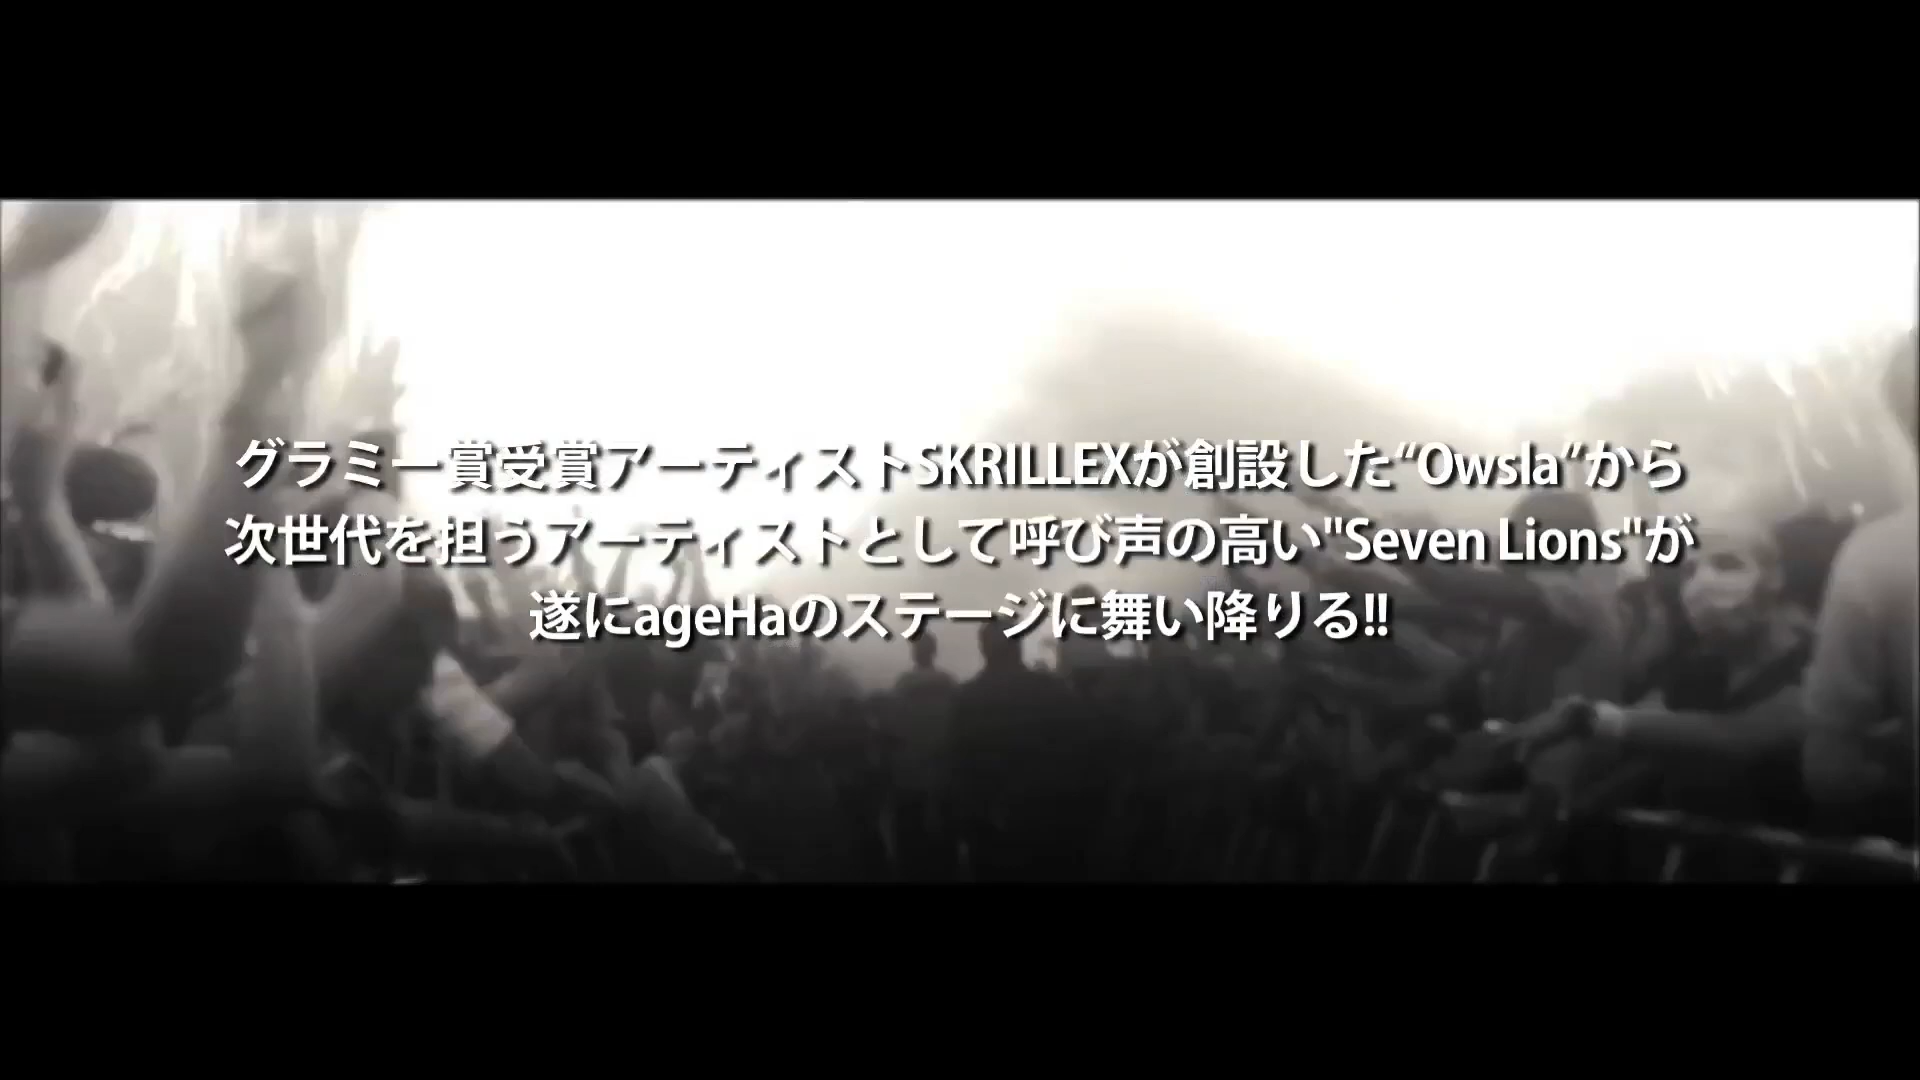 グラミー賞受賞アーティストSKRILLEXが創設した“Owsla”から
次世代を担うアーティストとして呼び声の高い"Seven Lions"が
遂にageHaのステージに舞い降りる!!